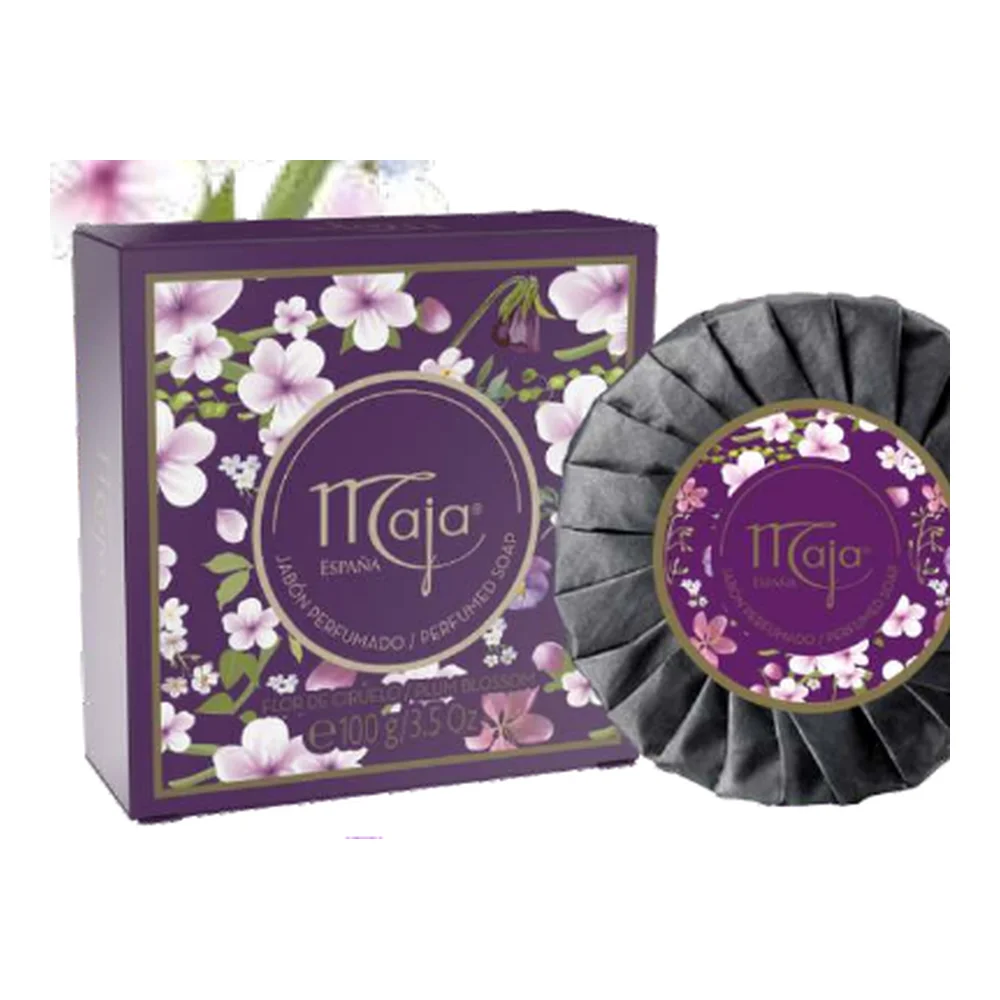 Maja®
ESPAÑA
JABÓN PERFUMADO / PERFUMED SOAP
FLOR DE CIRUELO / PLUM BLOSSOM
℮100 g/3.5 Oz
Maja®
ESPAÑA
JABÓN PERFUMADO / PERFUMED SOAP